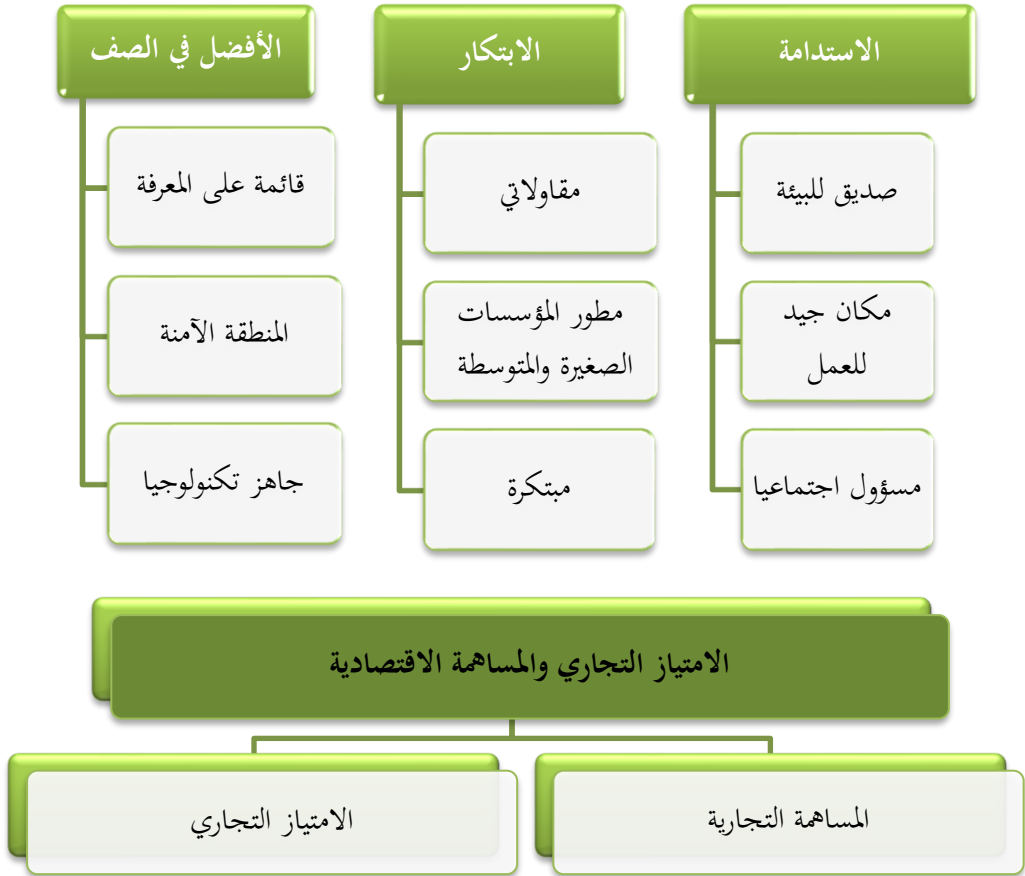 الاستدامة
صديق للبيئة
مكان جيد
للعمل
مسؤول اجتماعيا
الابتكار
مقاولاتي
مطور المؤسسات
الصغيرة والمتوسطة
مبتكرة
الأفضل في الصف
قائمة على المعرفة
المنطقة الآمنة
جاهز تكنولوجيا
الامتياز التجاري والمساهمة الاقتصادية
المساهمة التجارية
الامتياز التجاري